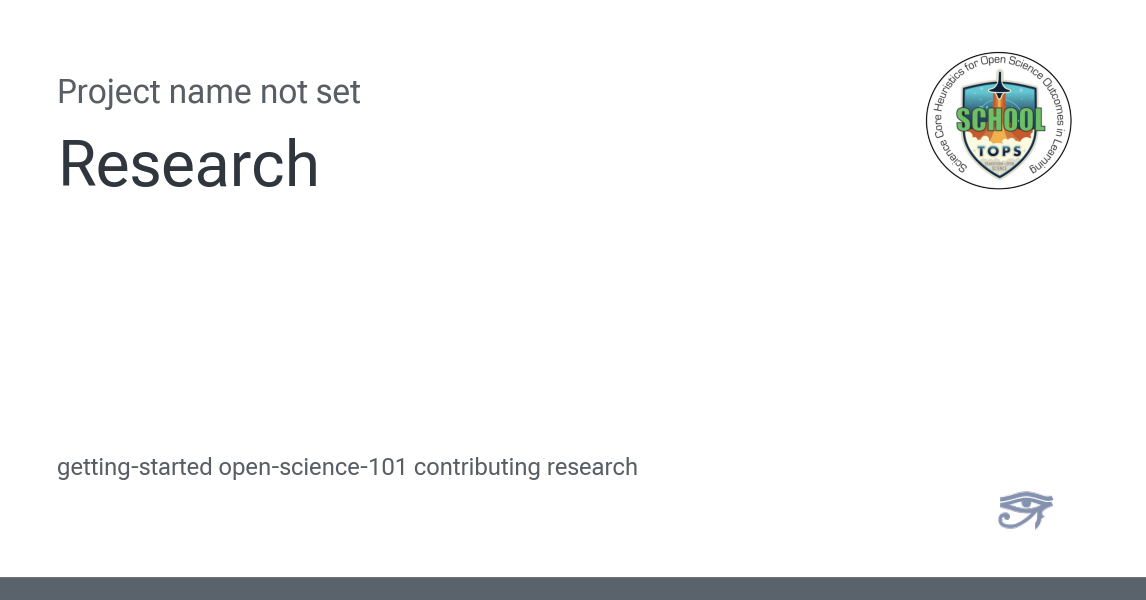 Project name not set
Research
Science Core Heuristics for Open Science Outcomes in Learning
SCHOOL
TOPS
getting-started open-science-101 contributing research